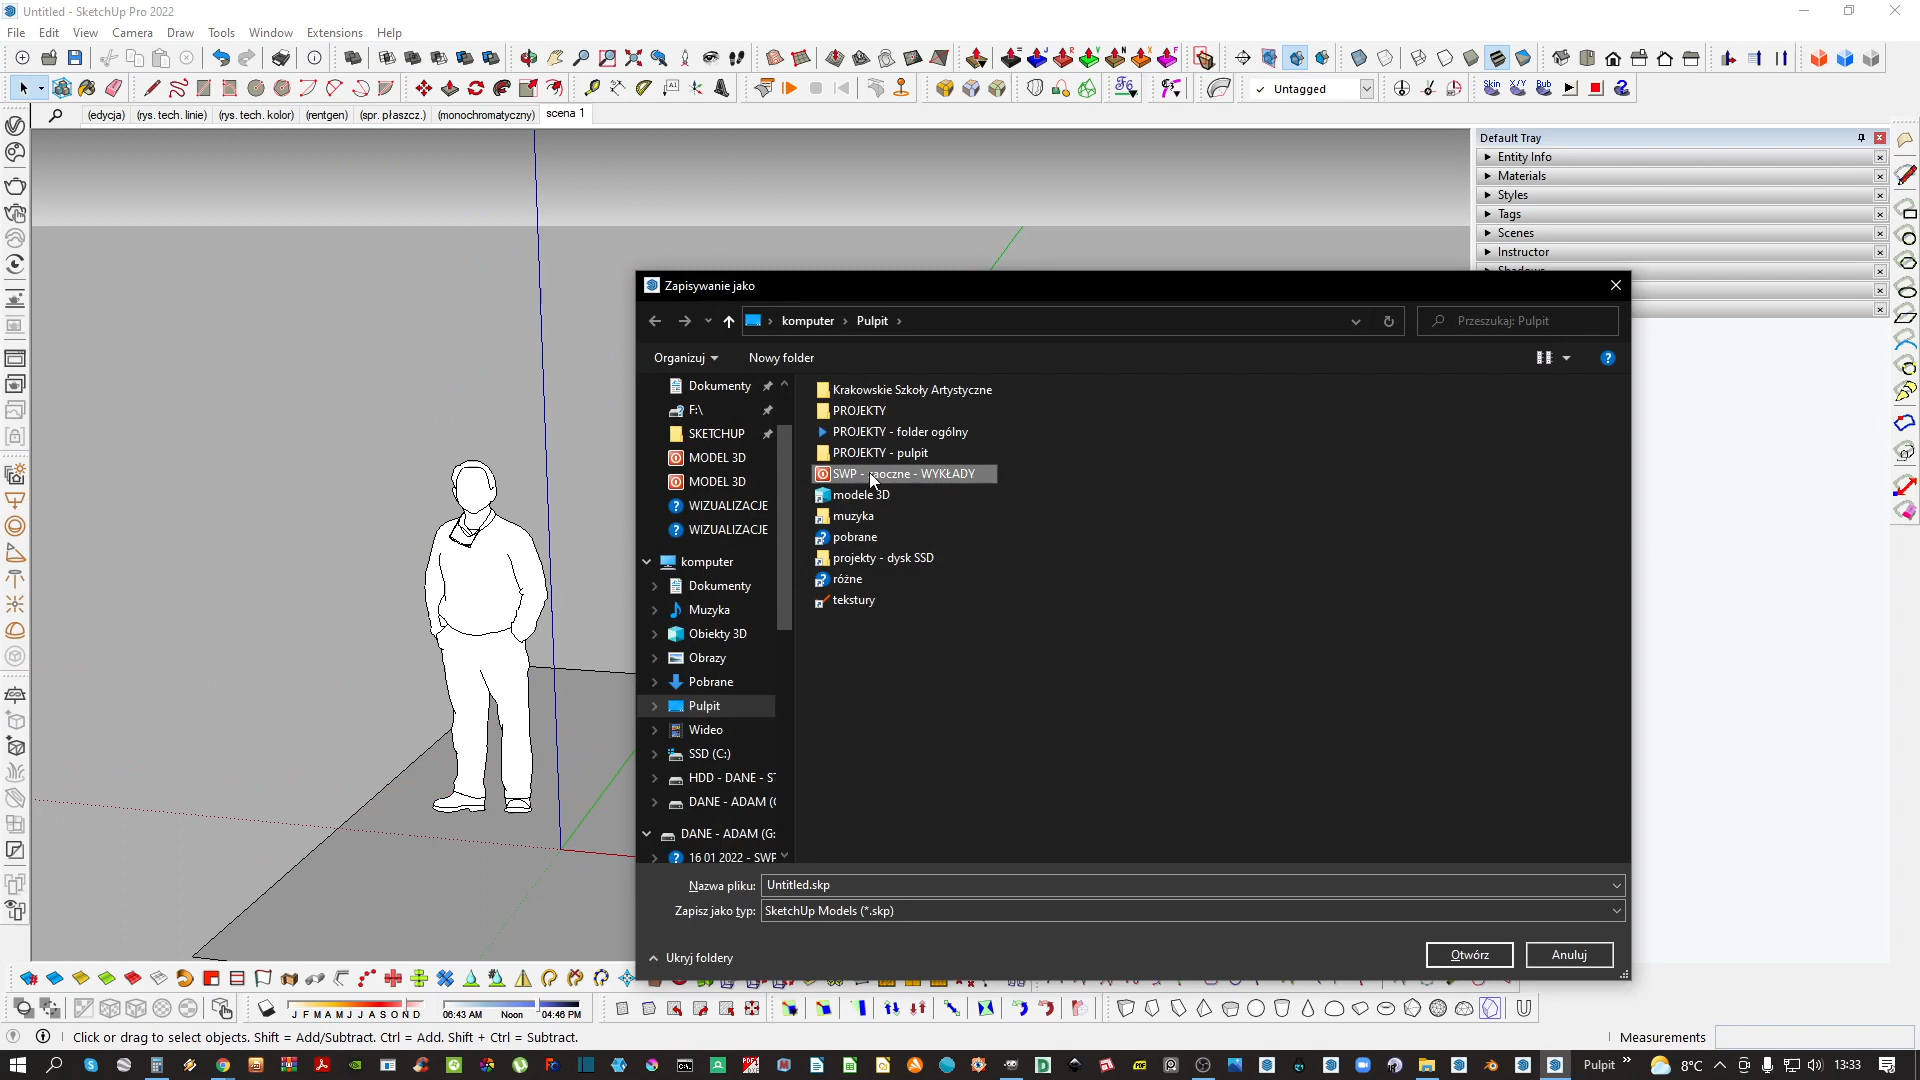 Untitled - SketchUp Pro 2022
File Edit View Camera Draw Tools Window Extensions Help
Untagged
Skin X/Y Bub
(edycja) (rys. tech. linie) (rys. tech. kolor) (rentgen) (spr. płaszcz.) (monochromatyczny) scena 1
Default Tray
Entity Info
Materials
Styles
Tags
Scenes
Instructor
Zapisywanie jako
komputer Pulpit
Przeszukaj: Pulpit
Organizuj Nowy folder
Dokumenty
F:\
SKETCHUP
MODEL 3D
MODEL 3D
WIZUALIZACJE
WIZUALIZACJE
komputer
Dokumenty
Muzyka
Obiekty 3D
Obrazy
Pobrane
Pulpit
Wideo
SSD (C:)
HDD - DANE - S
DANE - ADAM (
DANE - ADAM (G:
16 01 2022 - SWP
Krakowskie Szkoły Artystyczne
PROJEKTY
PROJEKTY - folder ogólny
PROJEKTY - pulpit
SWP - zaoczne - WYKŁADY
modele 3D
muzyka
pobrane
projekty - dysk SSD
różne
tekstury
Nazwa pliku: Untitled.skp
Zapisz jako typ: SketchUp Models (*.skp)
Ukryj foldery
Otwórz Anuluj
J F M A M J J A S O N D 06:43 AM Noon 04:46 PM
Click or drag to select objects. Shift = Add/Subtract. Ctrl = Add. Shift + Ctrl = Subtract.
Measurements
Pulpit 8°C 13:33